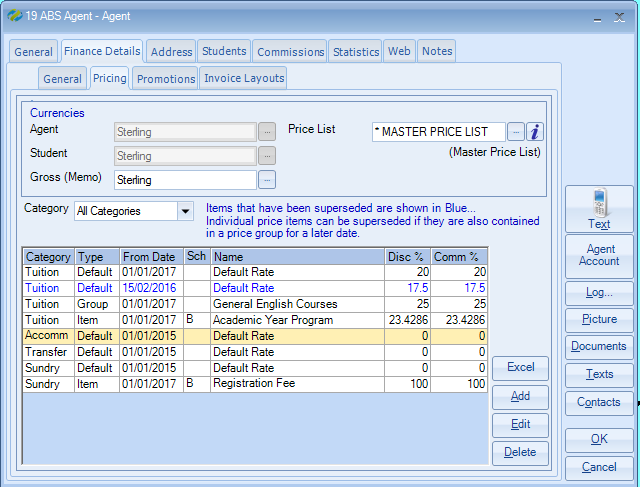 19 ABS Agent - Agent
General Finance Details Address Students Commissions Statistics Web Notes
General Pricing Promotions Invoice Layouts
Currencies
Agent Sterling ... Price List * MASTER PRICE LIST ... i
Student Sterling ... (Master Price List)
Gross (Memo) Sterling ...
Category All Categories Items that have been superseded are shown in Blue...
Individual price items can be superseded if they are also contained
in a price group for a later date.
Category Type From Date Sch Name Disc % Comm %
Tuition Default 01/01/2017 Default Rate 20 20
Tuition Default 15/02/2016 Default Rate 17.5 17.5
Tuition Group 01/01/2017 General English Courses 25 25
Tuition Item 01/01/2017 B Academic Year Program 23.4286 23.4286
Accomm Default 01/01/2015 Default Rate 0 0
Transfer Default 01/01/2015 Default Rate 0 0
Sundry Default 01/01/2015 Default Rate 0 0
Sundry Item 01/01/2017 B Registration Fee 100 100
Excel
Add
Edit
Delete
Text
Agent
Account
Log...
Picture
Documents
Texts
Contacts
OK
Cancel